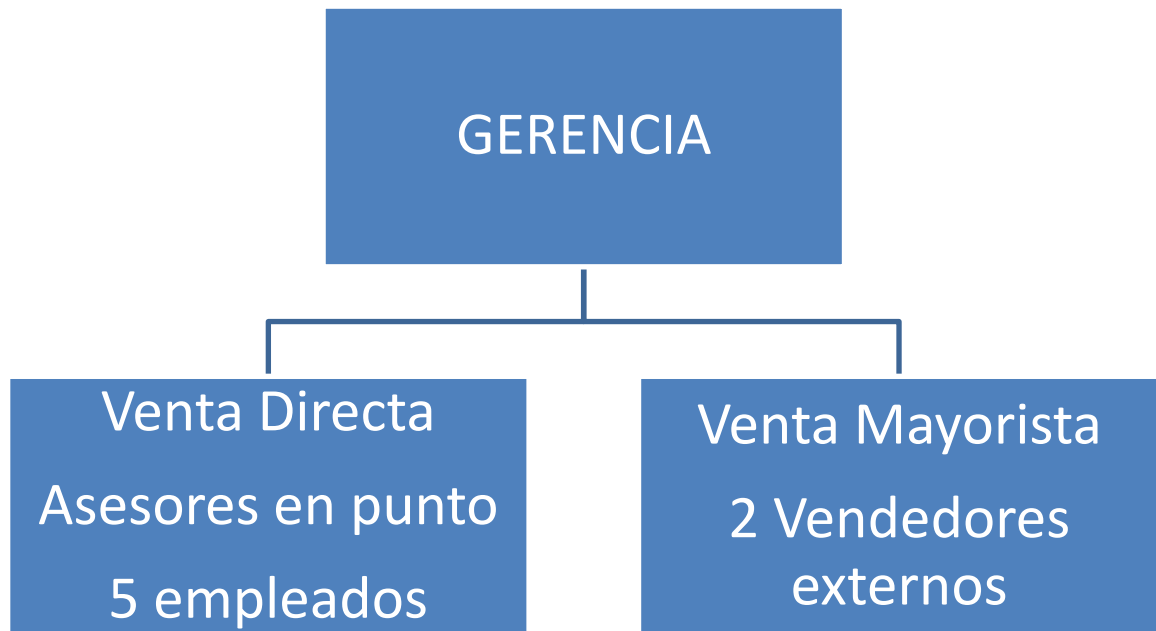 GERENCIA
Venta Directa
Asesores en punto
5 empleados
Venta Mayorista
2 Vendedores
externos